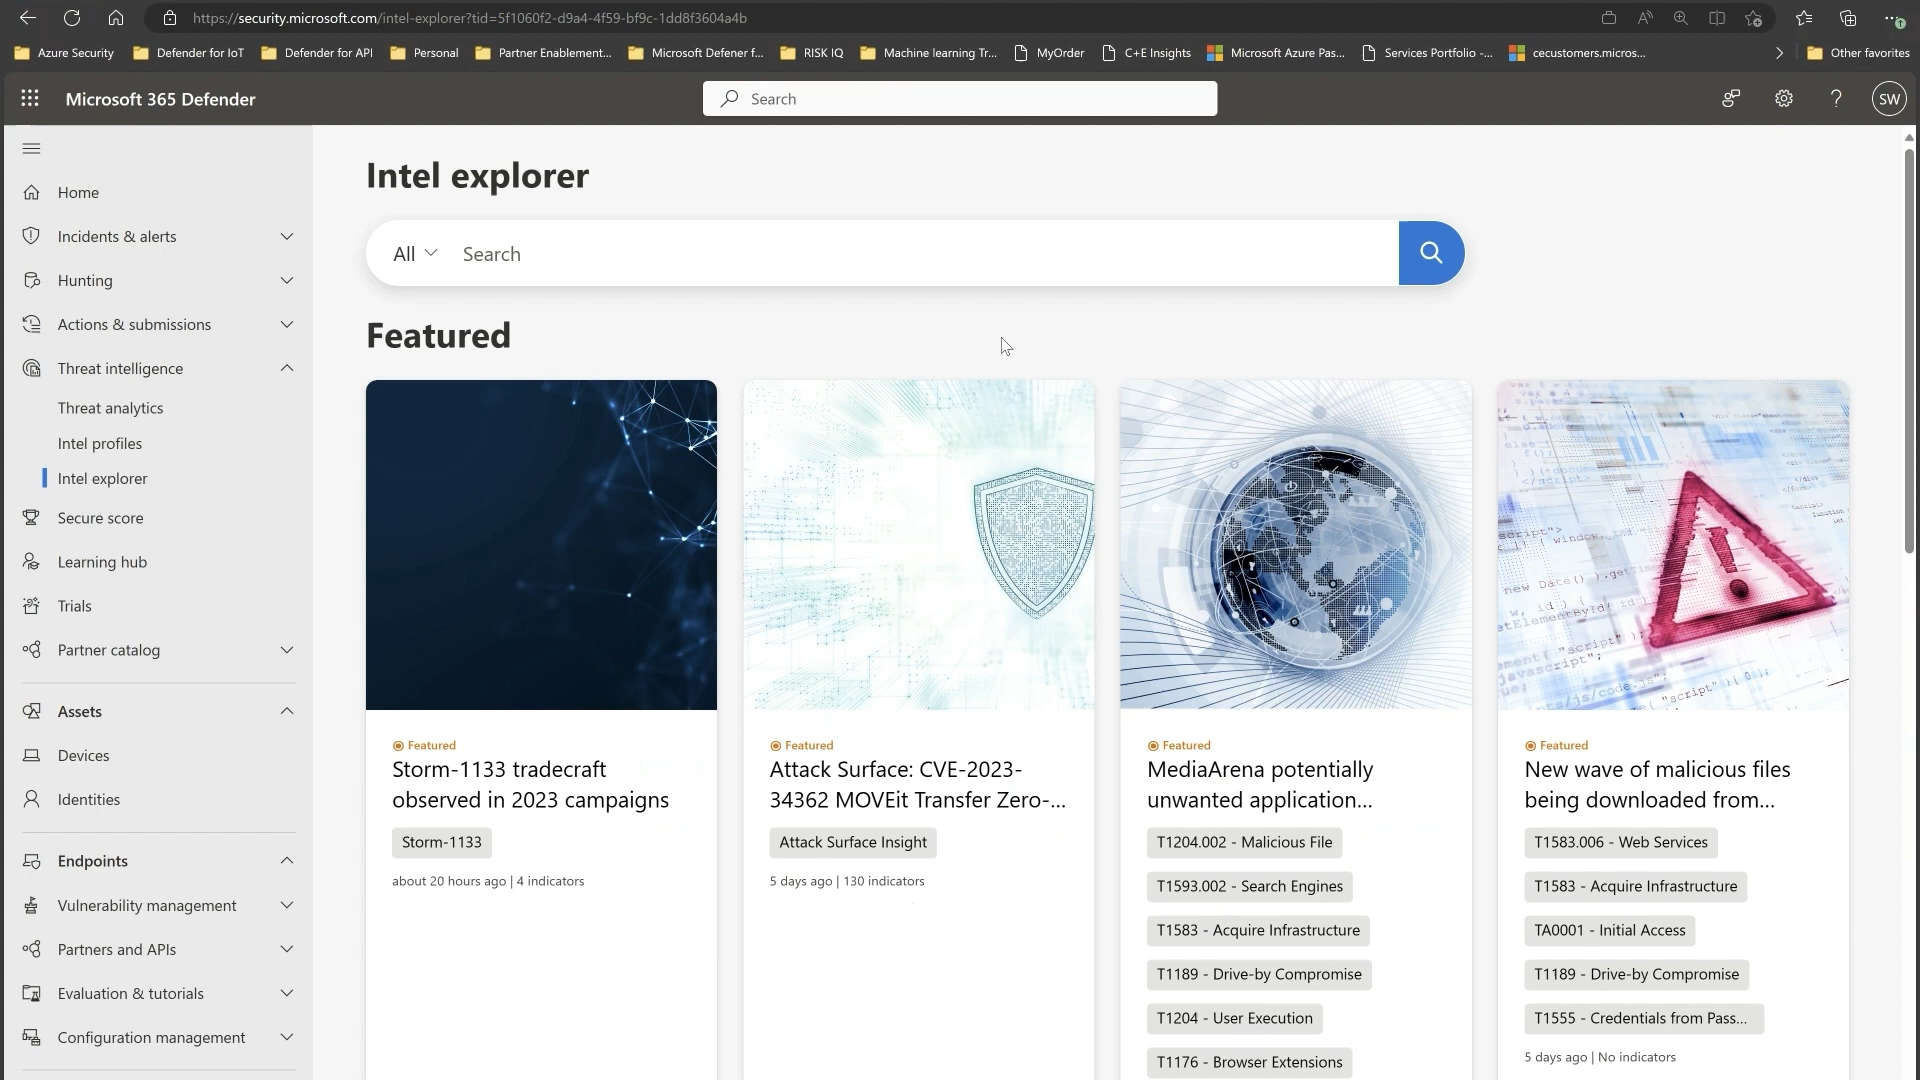 https://security.microsoft.com/intel-explorer?tid=5f1060f2-d9a4-4f59-bf9c-1dd8f3604a4b
Azure Security
Defender for IoT
Defender for API
Personal
Partner Enablement...
Microsoft Defener f...
RISK IQ
Machine learning Tr...
MyOrder
C+E Insights
Microsoft Azure Pas...
Services Portfolio -...
cecustomers.micros...
Other favorites
Microsoft 365 Defender
Search
SW
Home
Incidents & alerts
Hunting
Actions & submissions
Threat intelligence
Threat analytics
Intel profiles
Intel explorer
Secure score
Learning hub
Trials
Partner catalog
Assets
Devices
Identities
Endpoints
Vulnerability management
Partners and APIs
Evaluation & tutorials
Configuration management
Intel explorer
All
Search
Featured
Featured
Storm-1133 tradecraft
observed in 2023 campaigns
Storm-1133
about 20 hours ago | 4 indicators
Featured
Attack Surface: CVE-2023-
34362 MOVEit Transfer Zero-...
Attack Surface Insight
5 days ago | 130 indicators
Featured
MediaArena potentially
unwanted application...
T1204.002 - Malicious File
T1593.002 - Search Engines
T1583 - Acquire Infrastructure
T1189 - Drive-by Compromise
T1204 - User Execution
T1176 - Browser Extensions
Featured
New wave of malicious files
being downloaded from...
T1583.006 - Web Services
T1583 - Acquire Infrastructure
TA0001 - Initial Access
T1189 - Drive-by Compromise
T1555 - Credentials from Pass...
5 days ago | No indicators